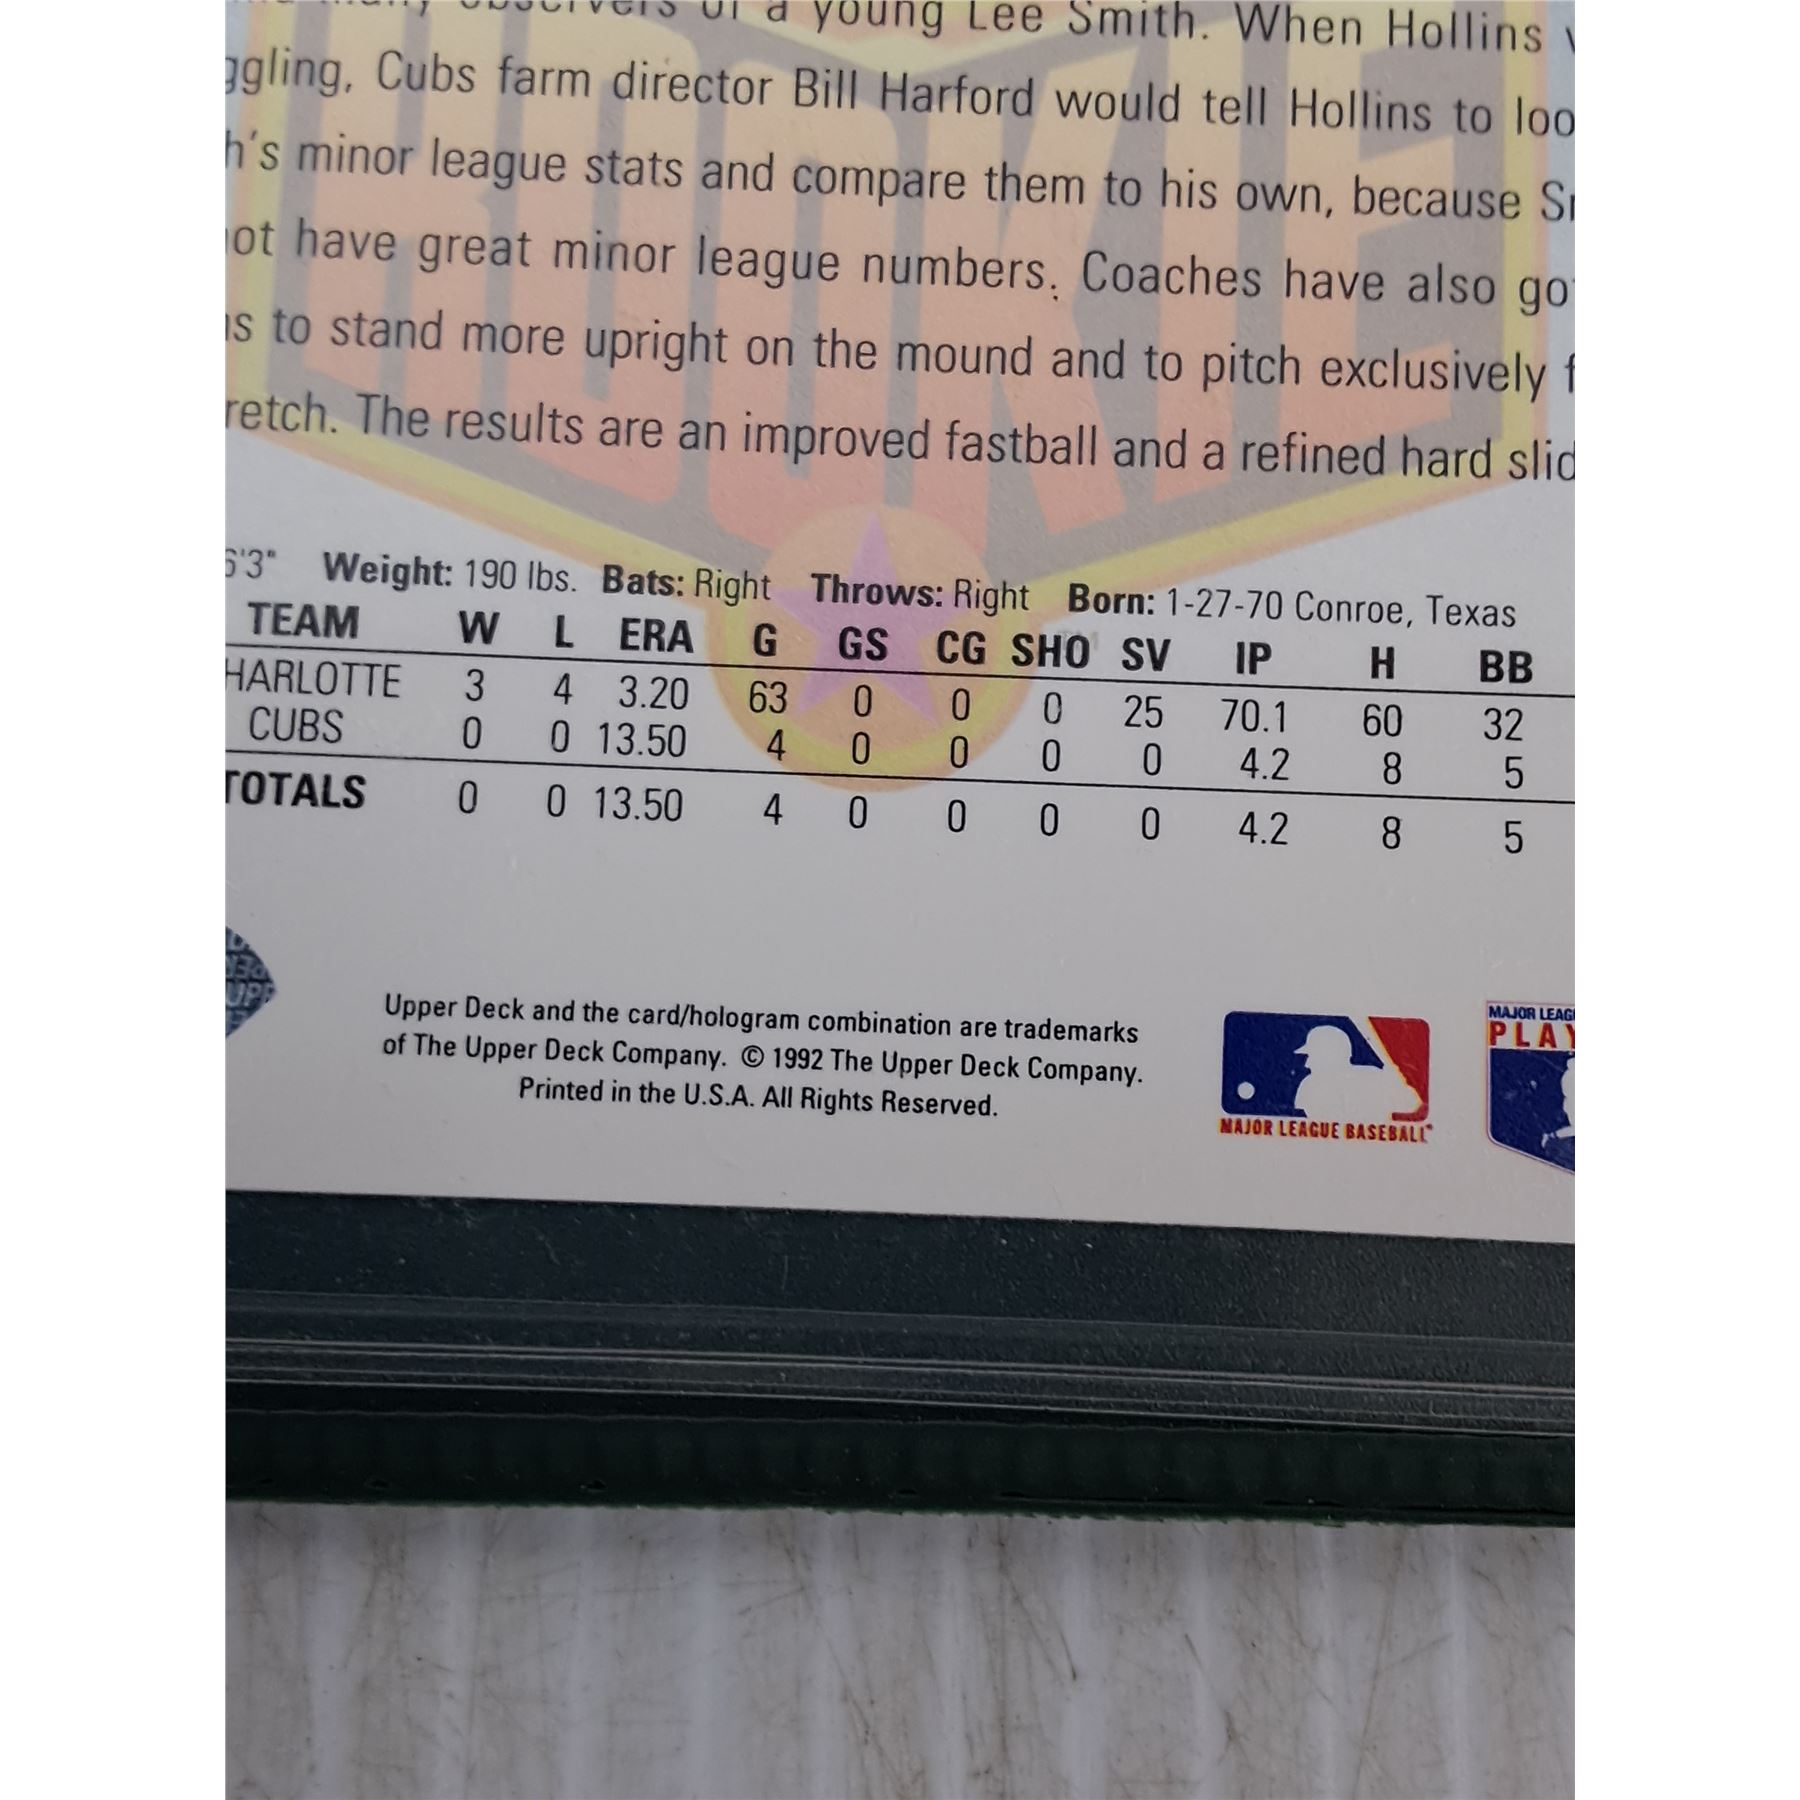 observers of a young Lee Smith. When Hollins
ggling, Cubs farm director Bill Harford would tell Hollins to loo
h's minor league stats and compare them to his own, because
ot have great minor league numbers. Coaches have also go
s to stand more upright on the mound and to pitch exclusively f
retch. The results are an improved fastball and a refined hard slid
6'3" Weight: 190 lbs. Bats: Right Throws: Right Born: 1-27-70 Conroe, Texas
TEAM W L ERA G GS CG SHO SV IP H BB
HARLOTTE 3 4 3.20 63 0 0 0 25 70.1 60 32
CUBS 0 0 13.50 4 0 0 0 0 4.2 8 5
TOTALS 0 0 13.50 4 0 0 0 0 4.2 8 5
ROOKIE
Upper Deck and the card/hologram combination are trademarks
of The Upper Deck Company. © 1992 The Upper Deck Company.
Printed in the U.S.A. All Rights Reserved.
MAJOR LEAGUE BASEBALL
MAJOR LEAG
PLAY